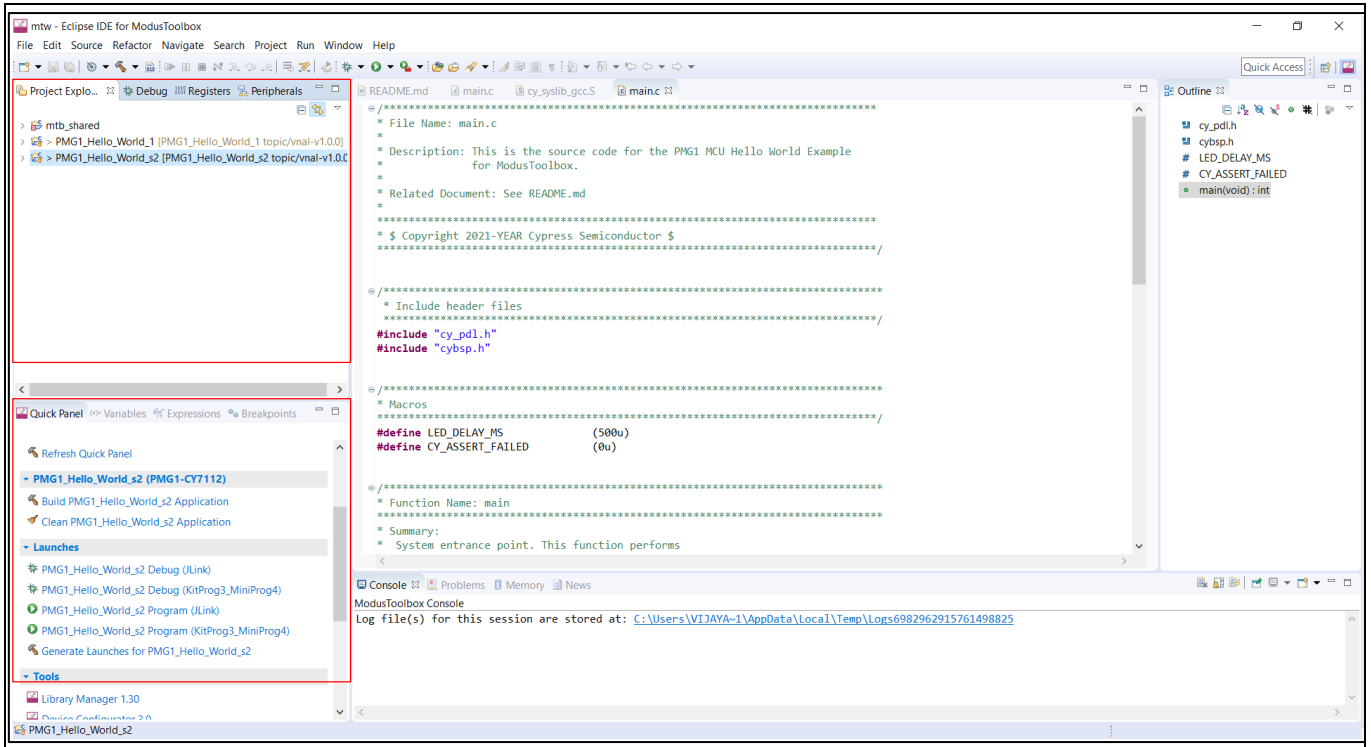 mtw - Eclipse IDE for ModusToolbox
File Edit Source Refactor Navigate Search Project Run Window Help
Quick Access
Project Explo... Debug Registers Peripherals
mtb_shared
> PMG1_Hello_World_1 [PMG1_Hello_World_1 topic/vnal-v1.0.0]
> PMG1_Hello_World_s2 [PMG1_Hello_World_s2 topic/vnal-v1.0.0
Quick Panel (x)= Variables Expressions Breakpoints
Refresh Quick Panel
PMG1_Hello_World_s2 (PMG1-CY7112)
Build PMG1_Hello_World_s2 Application
Clean PMG1_Hello_World_s2 Application
Launches
PMG1_Hello_World_s2 Debug (JLink)
PMG1_Hello_World_s2 Debug (KitProg3_MiniProg4)
PMG1_Hello_World_s2 Program (JLink)
PMG1_Hello_World_s2 Program (KitProg3_MiniProg4)
Generate Launches for PMG1_Hello_World_s2
Tools
Library Manager 1.30
Device Configurator 3.0
README.md main.c cy_syslib_gcc.S main.c
/******************************************************************************
* File Name: main.c
*
* Description: This is the source code for the PMG1 MCU Hello World Example
* for ModusToolbox.
*
* Related Document: See README.md
*
*******************************************************************************
* $ Copyright 2021-YEAR Cypress Semiconductor $
*******************************************************************************/
/*******************************************************************************
* Include header files
******************************************************************************/
#include "cy_pdl.h"
#include "cybsp.h"
/*******************************************************************************
* Macros
*******************************************************************************/
#define LED_DELAY_MS (500u)
#define CY_ASSERT_FAILED (0u)
/*******************************************************************************
* Function Name: main
********************************************************************************
* Summary:
* System entrance point. This function performs
Outline
cy_pdl.h
cybsp.h
# LED_DELAY_MS
# CY_ASSERT_FAILED
main(void) : int
Console Problems Memory News
ModusToolbox Console
Log file(s) for this session are stored at: C:\Users\VIJAYA~1\AppData\Local\Temp\Logs6982962915761498825
PMG1_Hello_World_s2